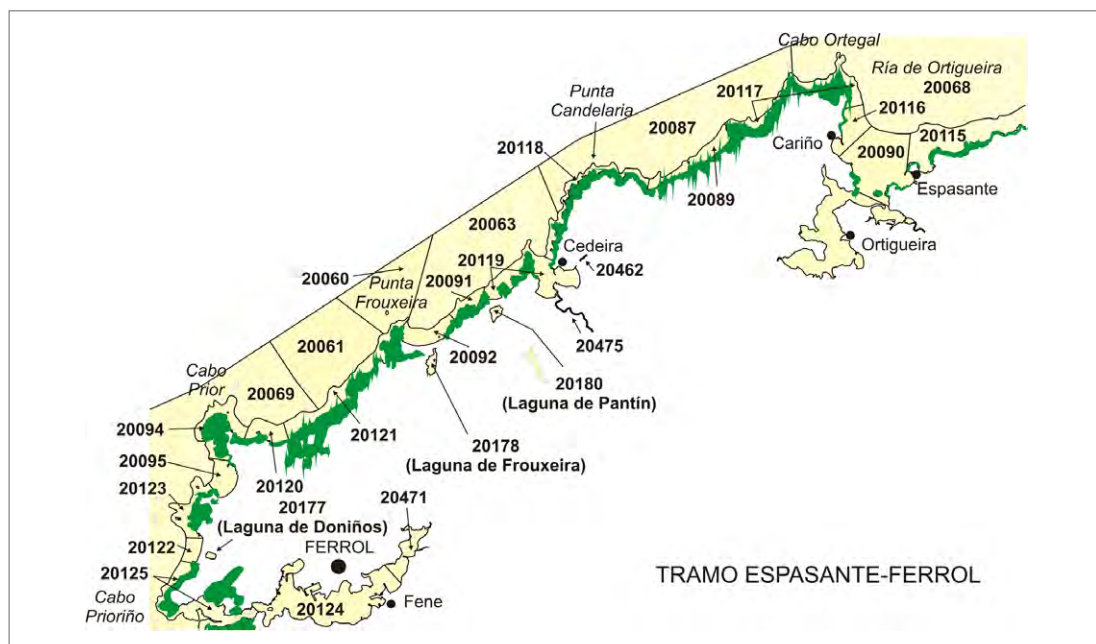 Cabo Ortegal
Ría de Ortigueira
20068
20117
Punta
Candelaria
20116
20087
20115
Cariño
20118
20090
Espasante
20089
20063
Ortigueira
Cedeira
20119
20462
20060
20091
Punta
Frouxeira
20475
20061
20092
Cabo
Prior
20180
(Laguna de Pantín)
20069
20121
20094
20178
(Laguna de Frouxeira)
20095
20120
20123
20471
20177
(Laguna de Doniños)
FERROL
20122
20125
TRAMO ESPASANTE-FERROL
Cabo
Prioriño
20124
Fene